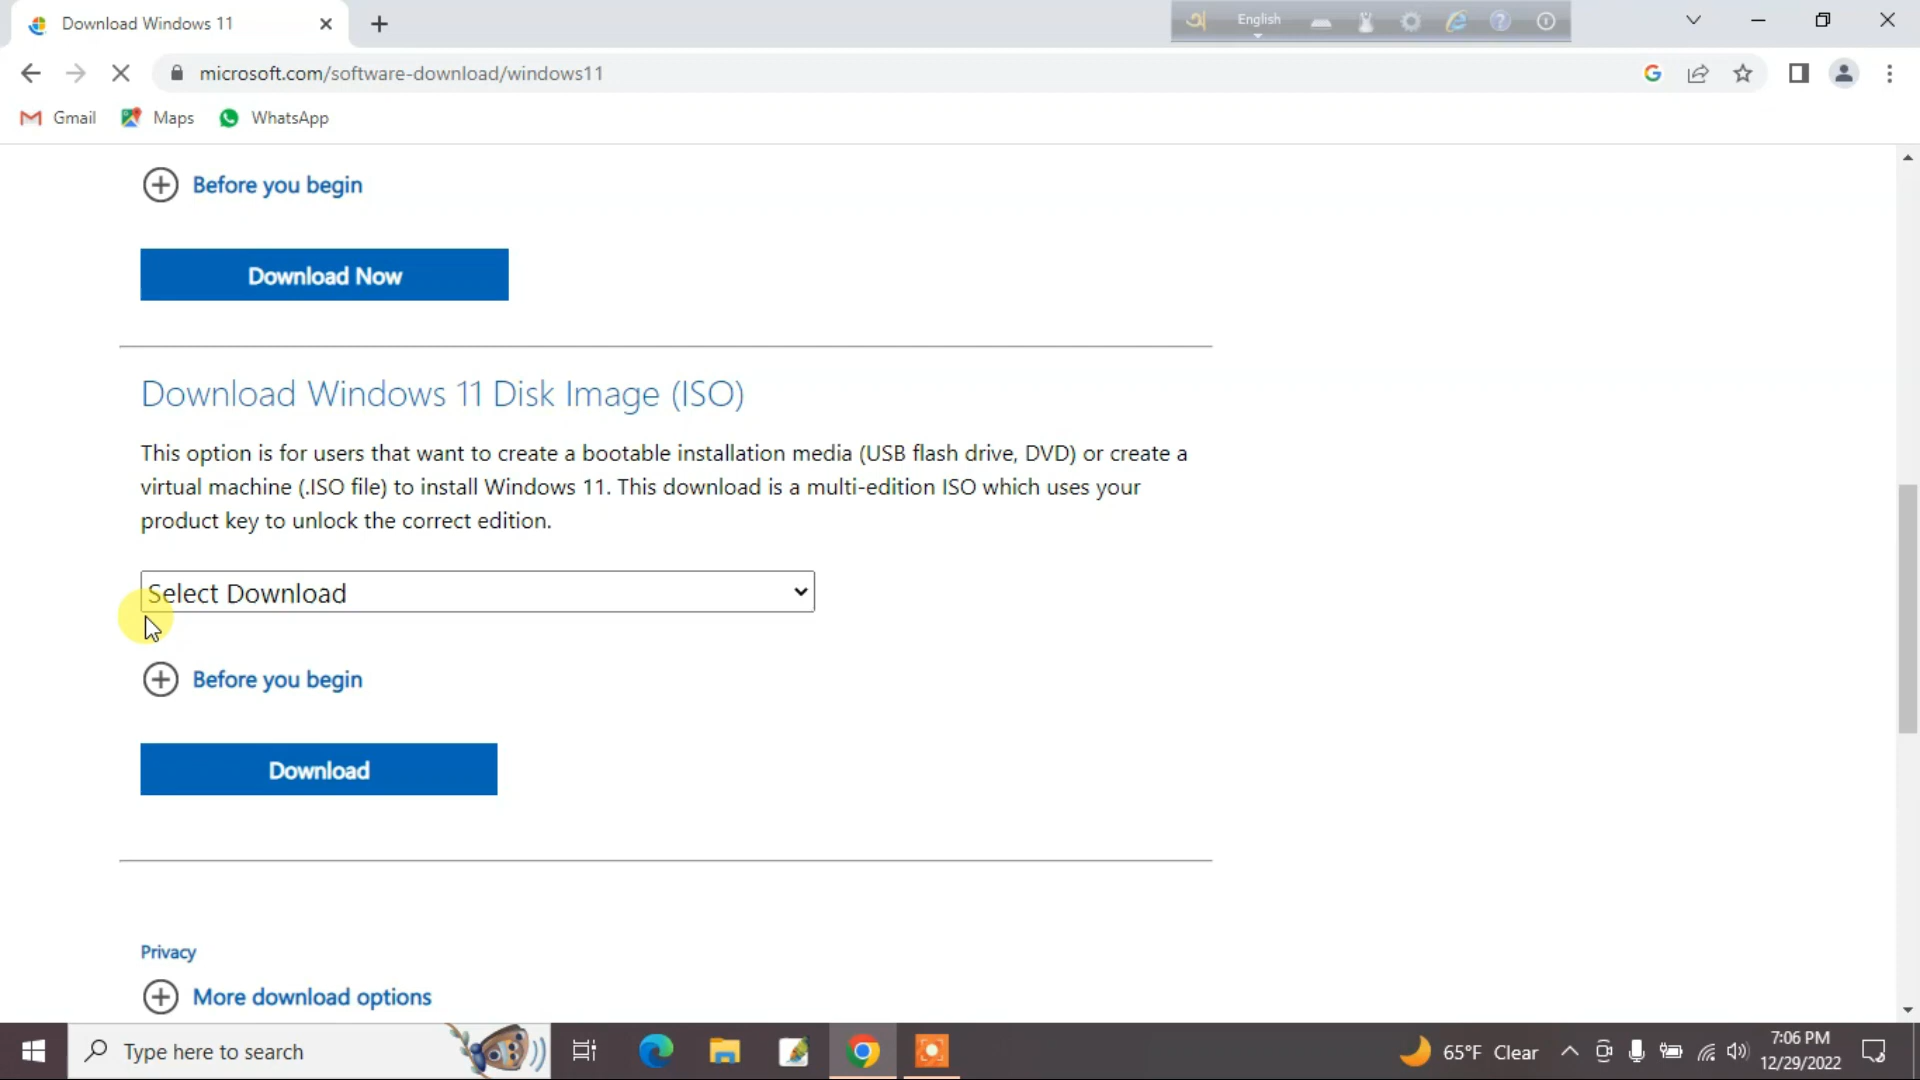 Download Windows 11
অ English
microsoft.com/software-download/windows11
Gmail Maps WhatsApp
Before you begin
Download Now
Download Windows 11 Disk Image (ISO)
This option is for users that want to create a bootable installation media (USB flash drive, DVD) or create a
virtual machine (.ISO file) to install Windows 11. This download is a multi-edition ISO which uses your
product key to unlock the correct edition.
Select Download
Before you begin
Download
Privacy
More download options
Type here to search
65°F Clear
7:06 PM
12/29/2022